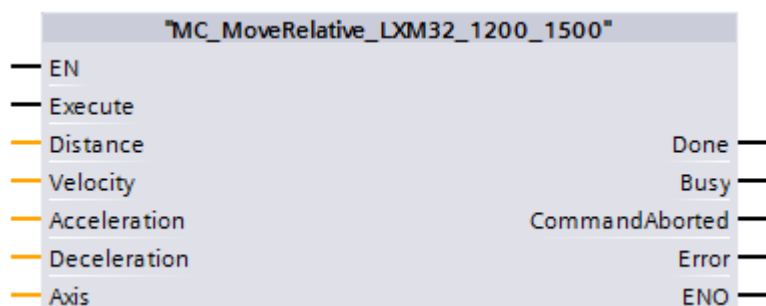 "MC_MoveRelative_LXM32_1200_1500"
EN
Execute
Distance Done
Velocity Busy
Acceleration CommandAborted
Deceleration Error
Axis ENO